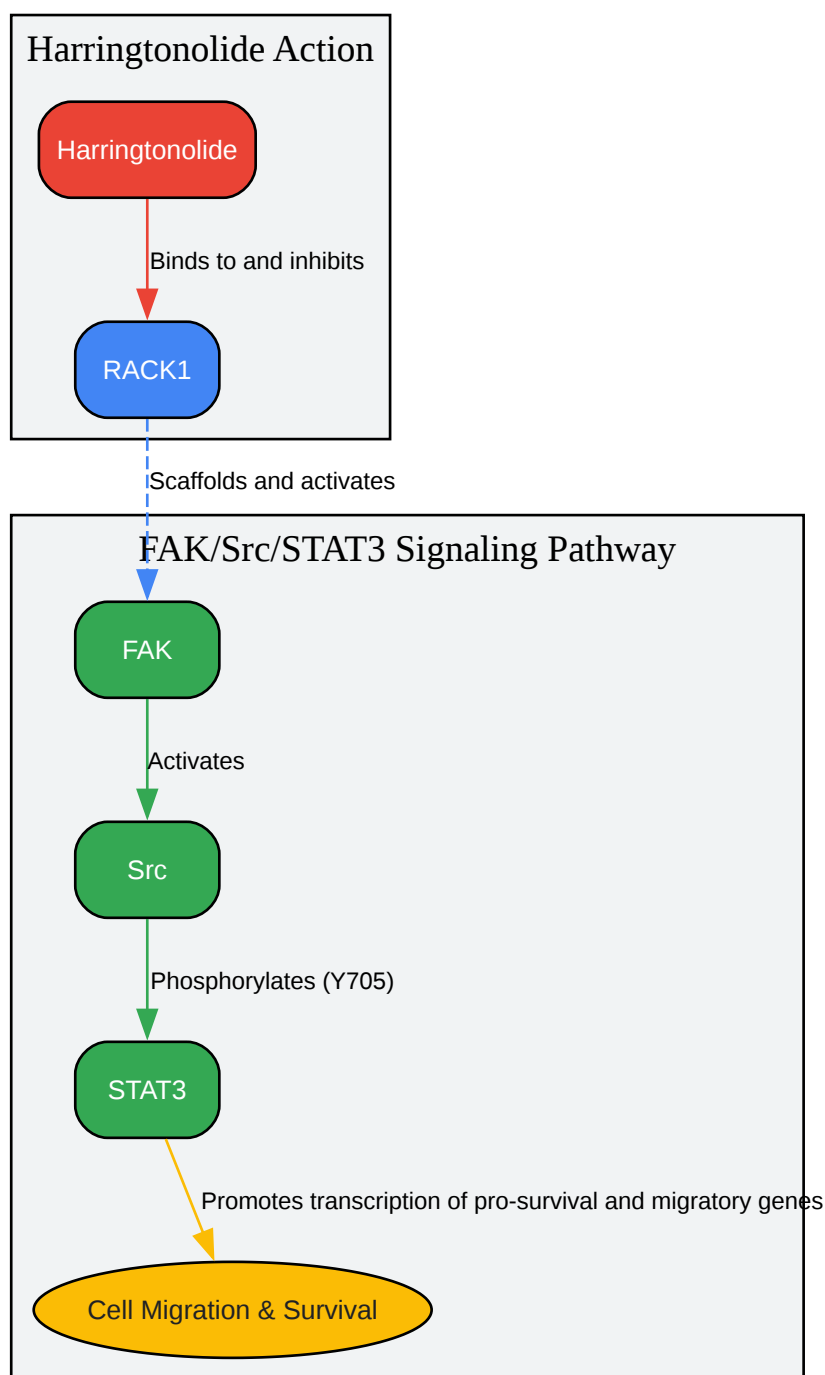 Harringtonolide Action
Harringtonolide
Binds to and inhibits
RACK1
Scaffolds and activates
FAK/Src/STAT3 Signaling Pathway
FAK
Activates
Src
Phosphorylates (Y705)
STAT3
Promotes transcription of pro-survival and migratory genes
Cell Migration & Survival